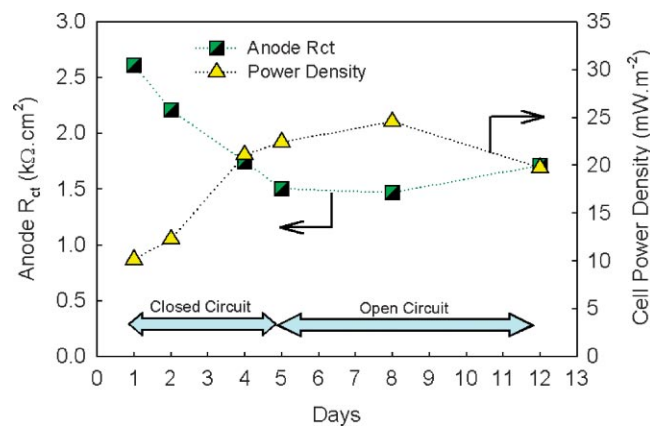 3.0
2.5
2.0
1.5
1.0
0.5
0.0
Anode Rct (kΩ.cm²)
Anode Rct
Power Density
Closed Circuit
Open Circuit
35
30
25
20
15
10
5
0
Cell Power Density (mW.m⁻²)
0 1 2 3 4 5 6 7 8 9 10 11 12 13
Days